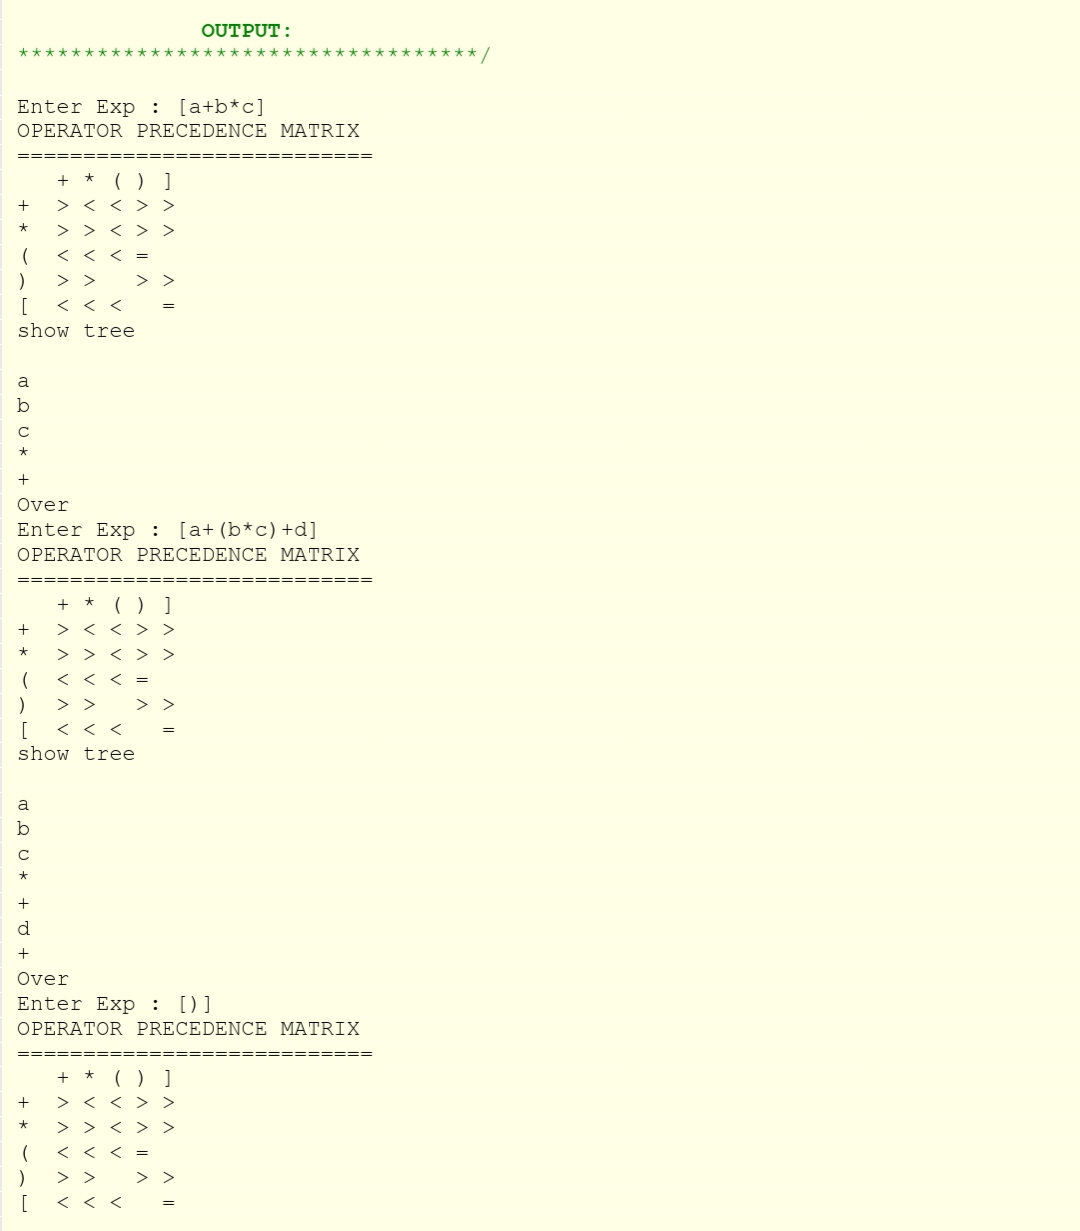 OUTPUT:
***********************************/
Enter Exp : [a+b*c]
OPERATOR PRECEDENCE MATRIX
===========================
   + * ( ) ]
+  > < < > >
*  > > < > >
(  < < < =
)  > >   > >
[  < < <   =
show tree

a
b
c
*
+
Over
Enter Exp : [a+(b*c)+d]
OPERATOR PRECEDENCE MATRIX
===========================
   + * ( ) ]
+  > < < > >
*  > > < > >
(  < < < =
)  > >   > >
[  < < <   =
show tree

a
b
c
*
+
d
+
Over
Enter Exp : [)]
OPERATOR PRECEDENCE MATRIX
===========================
   + * ( ) ]
+  > < < > >
*  > > < > >
(  < < < =
)  > >   > >
[  < < <   =